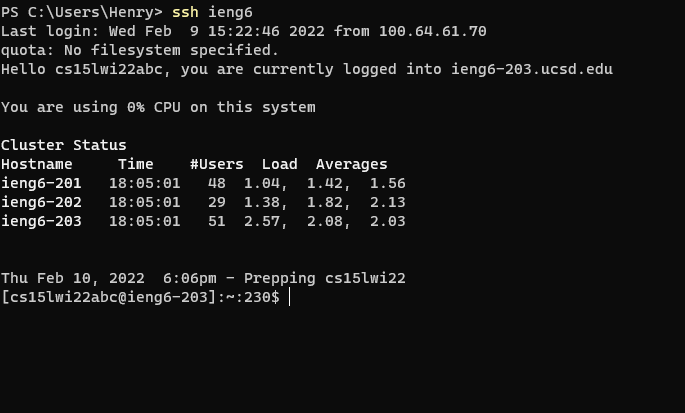 PS C:\Users\Henry> ssh ieng6
Last login: Wed Feb  9 15:22:46 2022 from 100.64.61.70
quota: No filesystem specified.
Hello cs15lwi22abc, you are currently logged into ieng6-203.ucsd.edu
You are using 0% CPU on this system
Cluster Status
Hostname     Time    #Users  Load  Averages
ieng6-201   18:05:01   48  1.04,  1.42,  1.56
ieng6-202   18:05:01   29  1.38,  1.82,  2.13
ieng6-203   18:05:01   51  2.57,  2.08,  2.03
Thu Feb 10, 2022  6:06pm - Prepping cs15lwi22
[cs15lwi22abc@ieng6-203]:~:230$